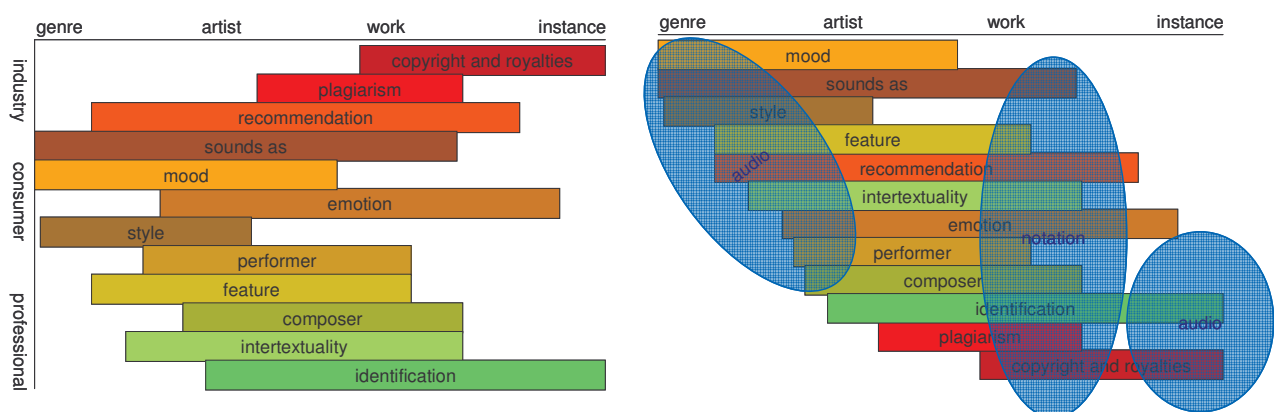 genre artist work instance
industry
consumer
professional
copyright and royalties
plagiarism
recommendation
sounds as
mood
emotion
style
performer
feature
composer
intertextuality
identification
genre artist work instance
mood
sounds as
style
feature
audio
recommendation
intertextuality
emotion
notation
performer
composer
identification
audio
plagiarism
copyright and royalties